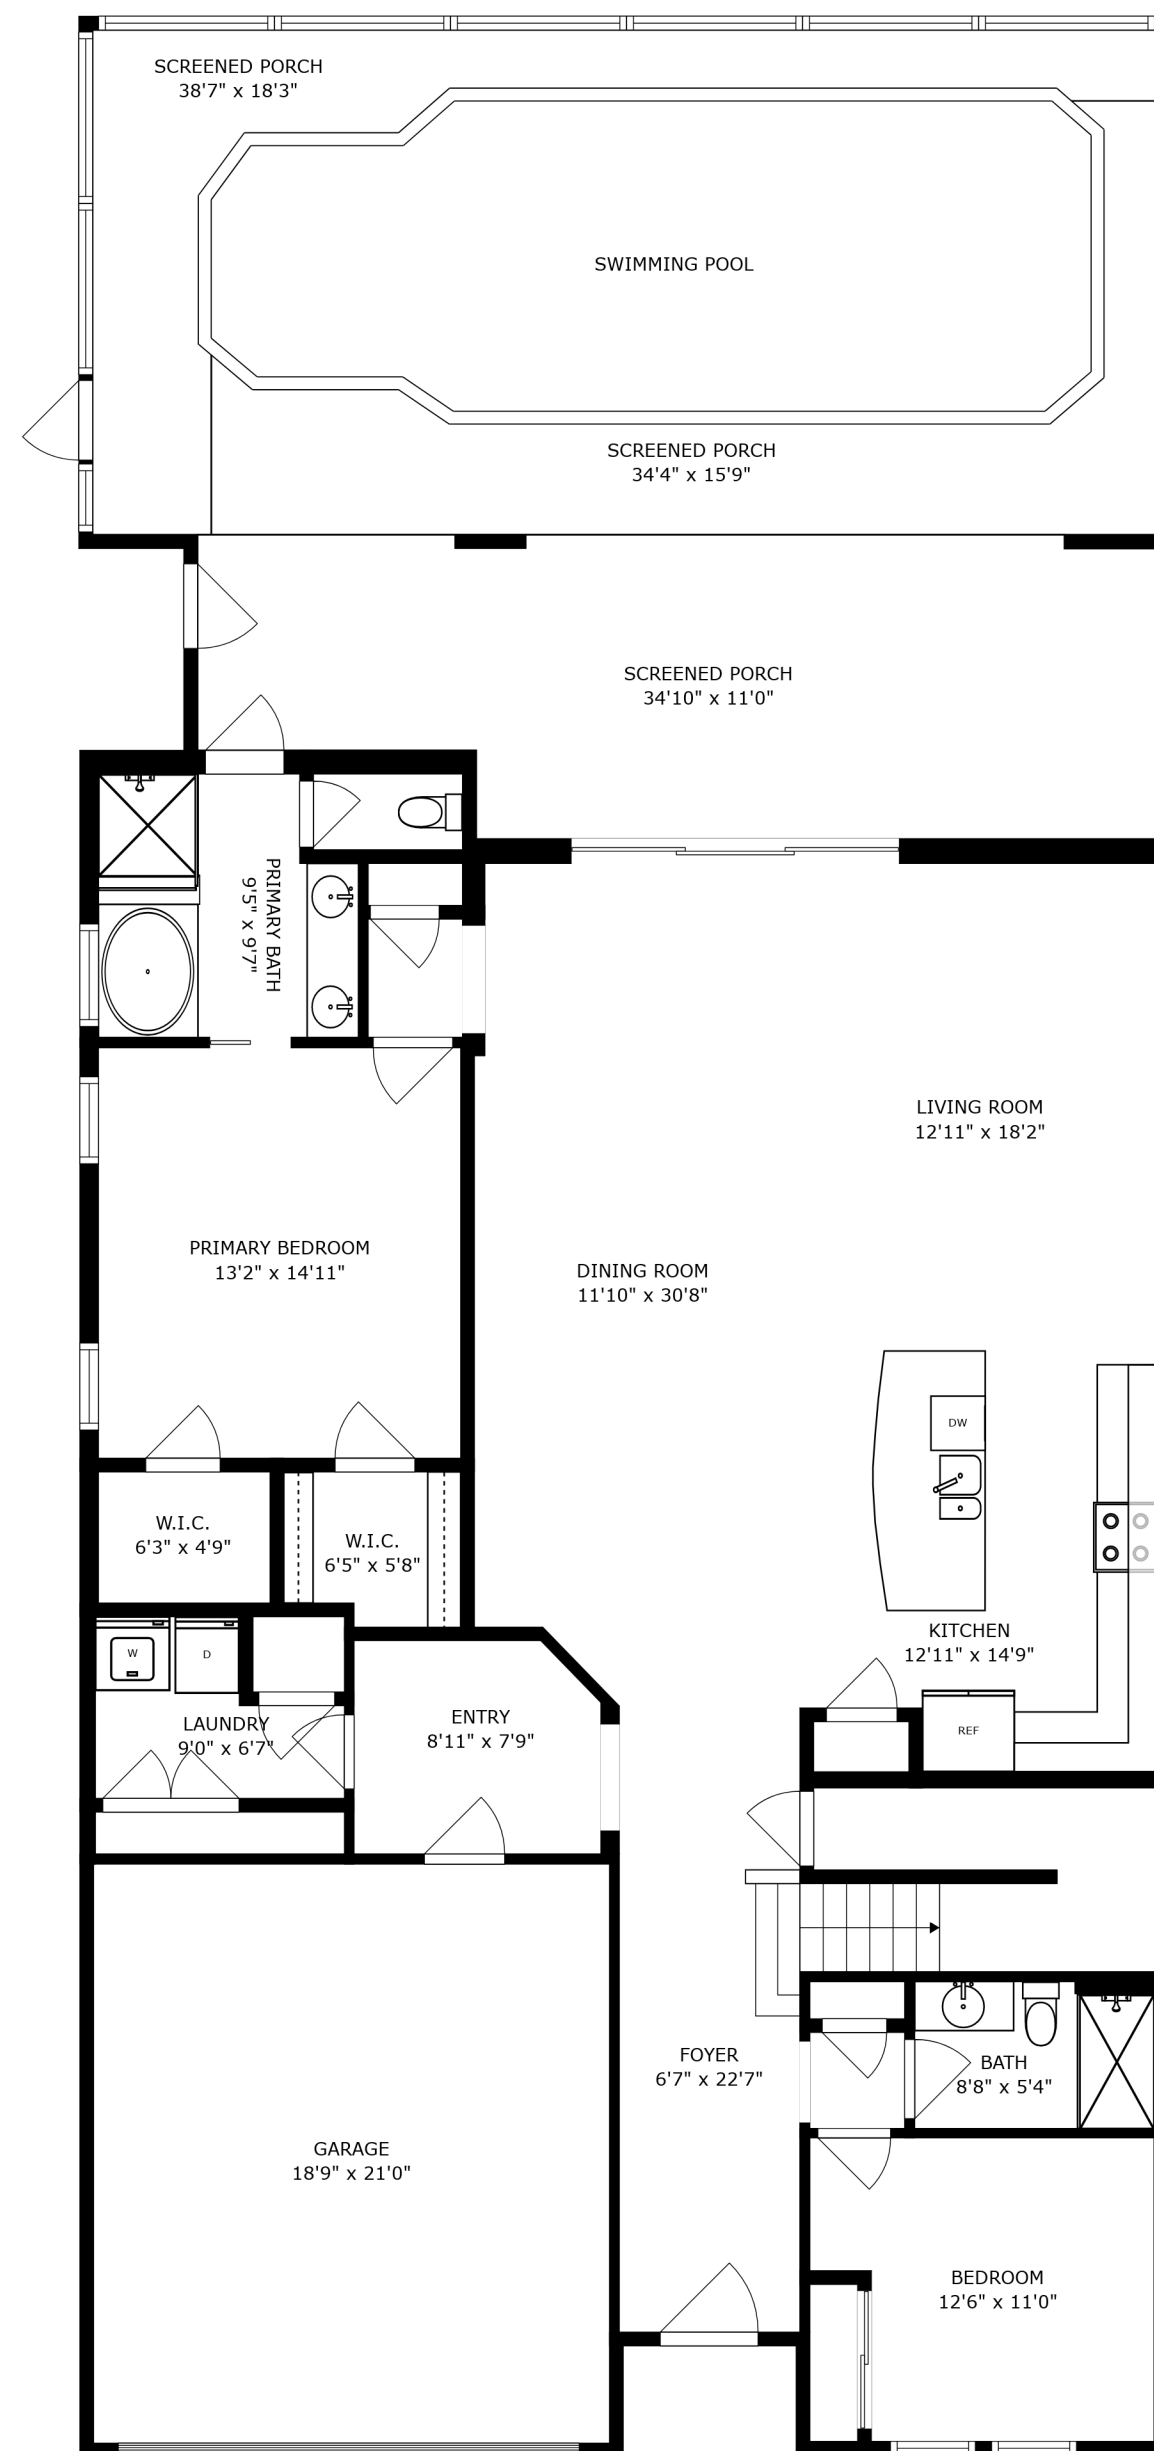 SCREENED PORCH
38'7" x 18'3"
SWIMMING POOL
SCREENED PORCH
34'4" x 15'9"
SCREENED PORCH
34'10" x 11'0"
PRIMARY BATH
9'5" x 9'7"
LIVING ROOM
12'11" x 18'2"
PRIMARY BEDROOM
13'2" x 14'11"
DINING ROOM
11'10" x 30'8"
DW
W.I.C.
6'3" x 4'9"
W.I.C.
6'5" x 5'8"
KITCHEN
12'11" x 14'9"
W
D
LAUNDRY
9'0" x 6'7"
ENTRY
8'11" x 7'9"
REF
FOYER
6'7" x 22'7"
BATH
8'8" x 5'4"
GARAGE
18'9" x 21'0"
BEDROOM
12'6" x 11'0"